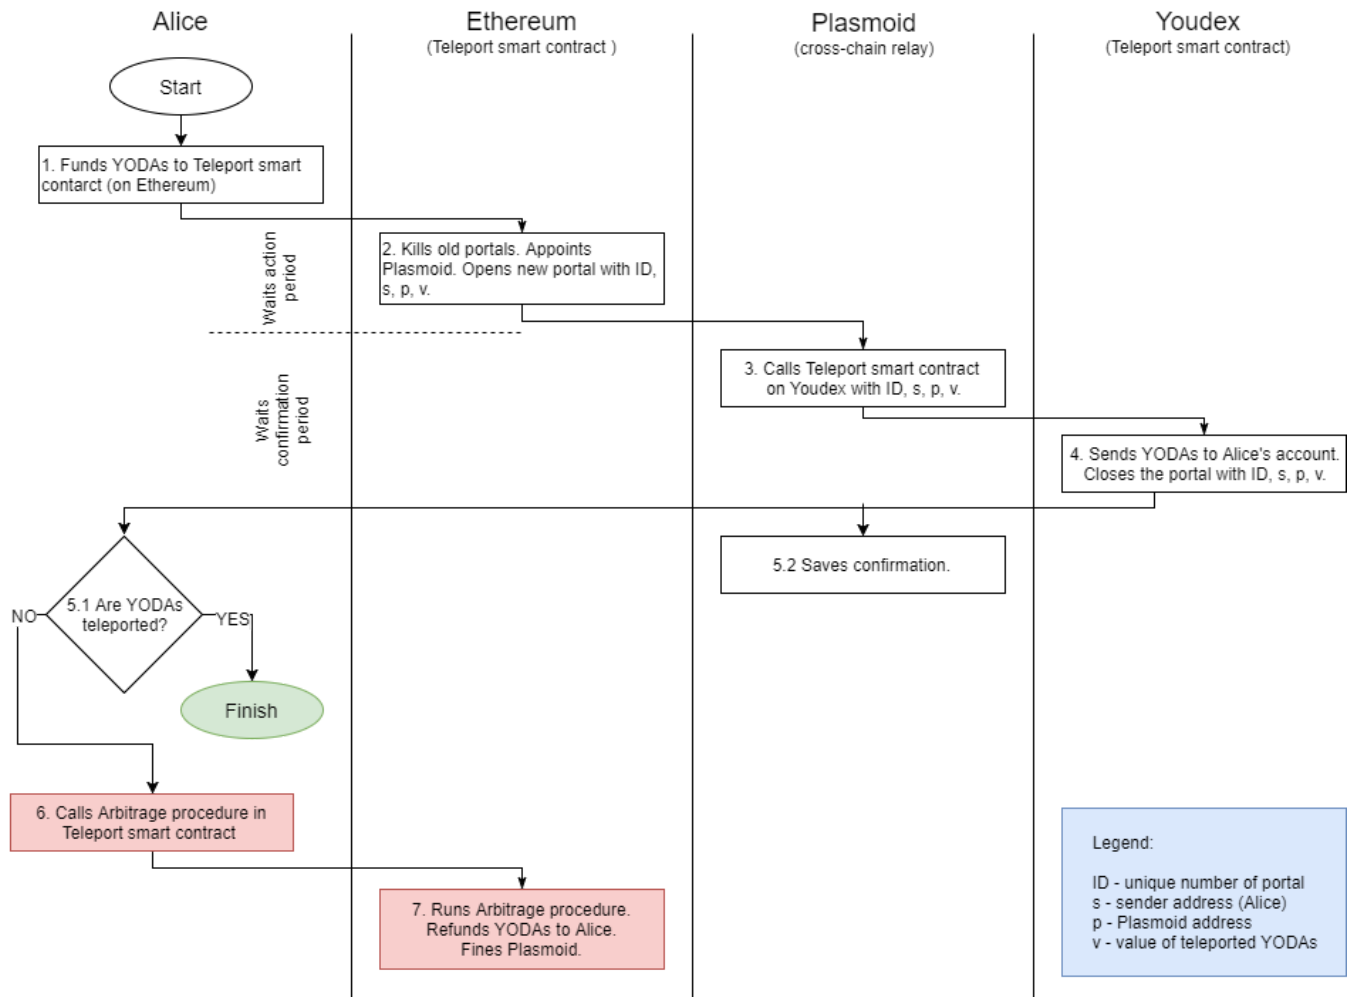 Alice
Ethereum
(Teleport smart contract )
Plasmoid
(cross-chain relay)
Youdex
(Teleport smart contract)
Start
1. Funds YODAs to Teleport smart
contarct (on Ethereum)
Waits action
period
2. Kills old portals. Appoints
Plasmoid. Opens new portal with ID,
s, p, v.
3. Calls Teleport smart contract
on Youdex with ID, s, p, v.
Waits
confirmation
period
4. Sends YODAs to Alice's account.
Closes the portal with ID, s, p, v.
5.1 Are YODAs
teleported?
NO
YES
5.2 Saves confirmation.
Finish
6. Calls Arbitrage procedure in
Teleport smart contract
7. Runs Arbitrage procedure.
Refunds YODAs to Alice.
Fines Plasmoid.
Legend:
ID - unique number of portal
s - sender address (Alice)
p - Plasmoid address
v - value of teleported YODAs